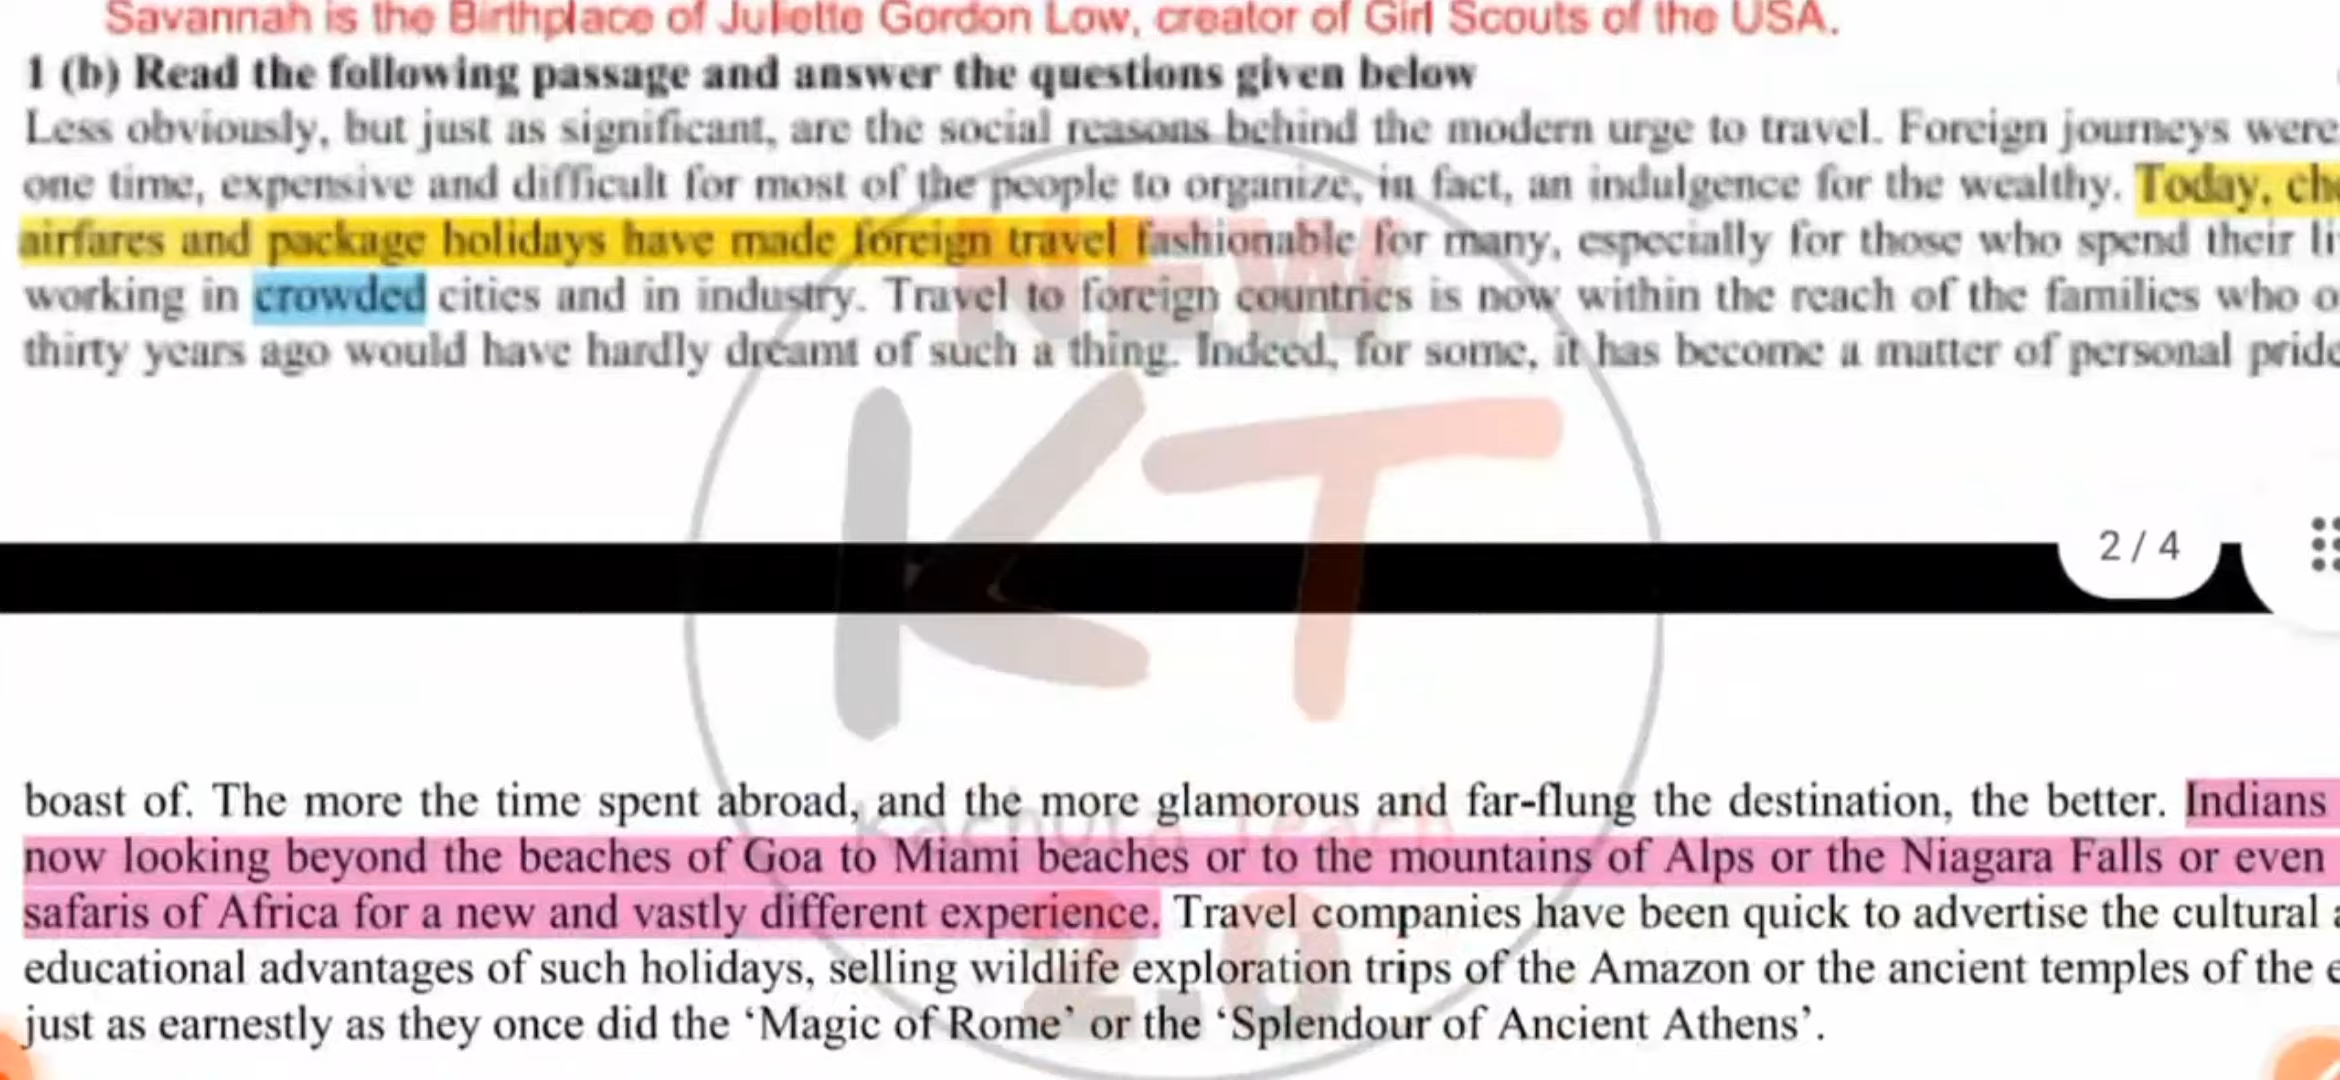 Savannah is the Birthplace of Juliette Gordon Low, creator of Girl Scouts of the USA.
1 (b) Read the following passage and answer the questions given below
Less obviously, but just as significant, are the social reasons behind the modern urge to travel. Foreign journeys were
one time, expensive and difficult for most of the people to organize, in fact, an indulgence for the wealthy. Today,
airfares and package holidays have made foreign travel fashionable for many, especially for those who spend their
working in crowded cities and in industry. Travel to foreign countries is now within the reach of the families who
thirty years ago would have hardly dreamt of such a thing. Indeed, for some, it has become a matter of personal pride
NEW
KT
2 / 4
boast of. The more the time spent abroad, and the more glamorous and far-flung the destination, the better. Indians
now looking beyond the beaches of Goa to Miami beaches or to the mountains of Alps or the Niagara Falls or even
safaris of Africa for a new and vastly different experience. Travel companies have been quick to advertise the cultural
educational advantages of such holidays, selling wildlife exploration trips of the Amazon or the ancient temples of the
2.0
just as earnestly as they once did the ‘Magic of Rome’ or the ‘Splendour of Ancient Athens’.